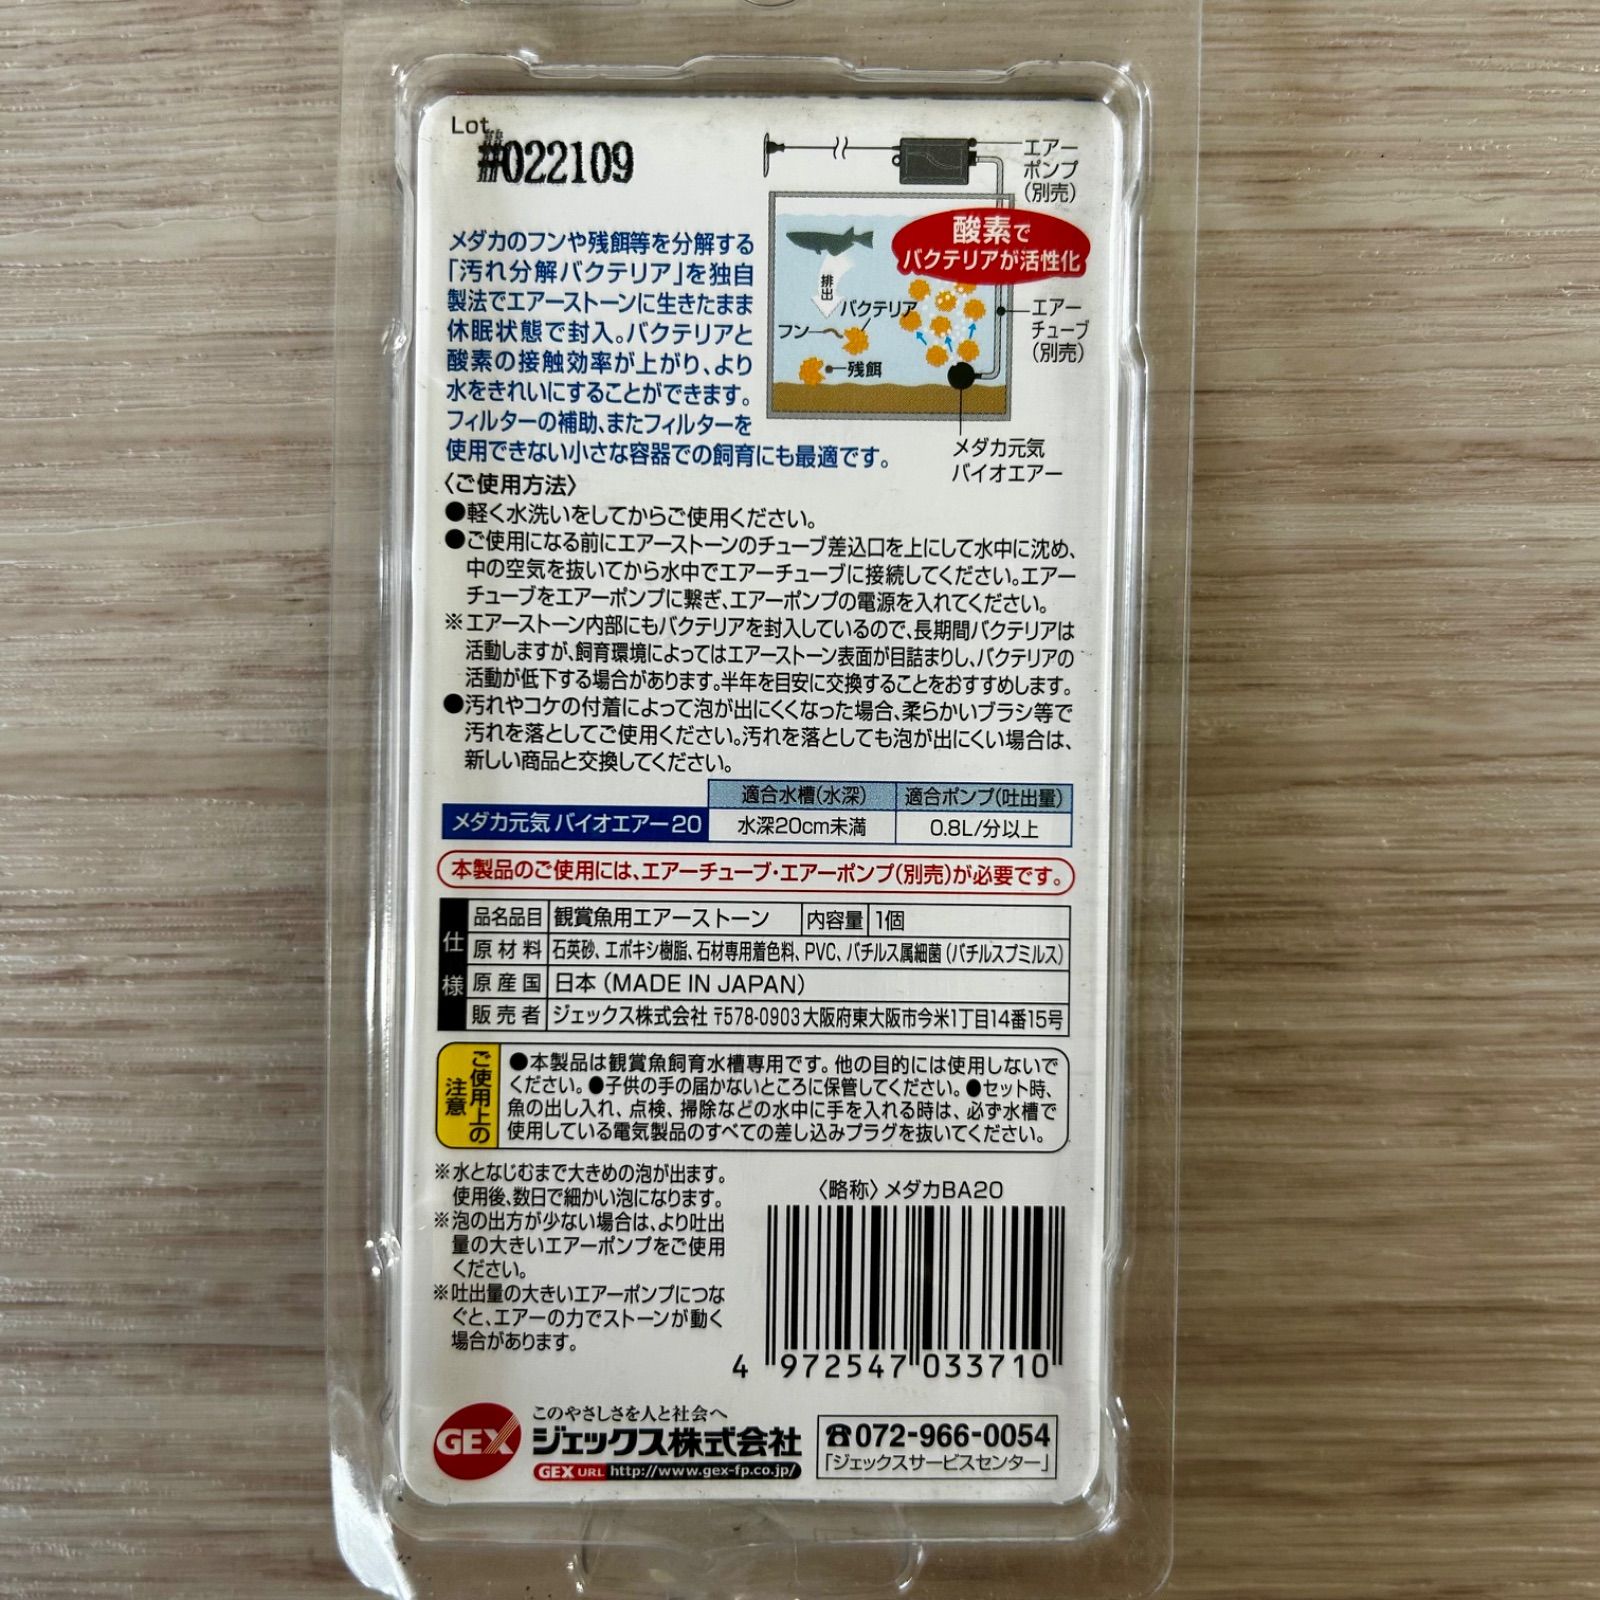 Lot
#022109
エアー
ポンプ
(別売)
酸素で
バクテリアが活性化
排出
バクテリア
フン
残餌
エアー
チューブ
(別売)
メダカ元気
バイオエアー
メダカのフンや残餌等を分解する
「汚れ分解バクテリア」を独自
製法でエアーストーンに生きたまま
休眠状態で封入。バクテリアと
酸素の接触効率が上がり、より
水をきれいにすることができます。
フィルターの補助、またフィルターを
使用できない小さな容器での飼育にも最適です。
〈ご使用方法〉
●軽く水洗いをしてからご使用ください。
●ご使用になる前にエアーストーンのチューブ差込口を上にして水中に沈め、
中の空気を抜いてから水中でエアーチューブに接続してください。エアー
チューブをエアーポンプに繋ぎ、エアーポンプの電源を入れてください。
※エアーストーン内部にもバクテリアを封入しているので、長期間バクテリアは
活動しますが、飼育環境によってはエアーストーン表面が目詰まりし、バクテリアの
活動が低下する場合があります。半年を目安に交換することをおすすめします。
●汚れやコケの付着によって泡が出にくくなった場合、柔らかいブラシ等で
汚れを落としてご使用ください。汚れを落としても泡が出にくい場合は、
新しい商品と交換してください。
適合水槽(水深) 適合ポンプ(吐出量)
メダカ元気 バイオエアー20 水深20cm未満 0.8L/分以上
本製品のご使用には、エアーチューブ・エアーポンプ(別売)が必要です。
仕様
品名品目 観賞魚用エアーストーン 内容量 1個
原材料 石英砂、エポキシ樹脂、石材専用着色料、PVC、バチルス属細菌(バチルスプミルス)
原産国 日本(MADE IN JAPAN)
販売者 ジェックス株式会社 〒578-0903大阪府東大阪市今米1丁目14番15号
ご使用上の
注意
●本製品は観賞魚飼育水槽専用です。他の目的には使用しないで
ください。●子供の手の届かないところに保管してください。●セット時、
魚の出し入れ、点検、掃除などの水中に手を入れる時は、必ず水槽で
使用している電気製品のすべての差し込みプラグを抜いてください。
※水となじむまで大きめの泡が出ます。
使用後、数日で細かい泡になります。
※泡の出方が少ない場合は、より吐出
量の大きいエアーポンプをご使用
ください。
※吐出量の大きいエアーポンプにつな
ぐと、エアーの力でストーンが動く
場合があります。
〈略称〉メダカBA20
4 972547 033710
GEX
このやさしさを人と社会へ
ジェックス株式会社
GEX URL http://www.gex-fp.co.jp/
☎072-966-0054
「ジェックスサービスセンター」